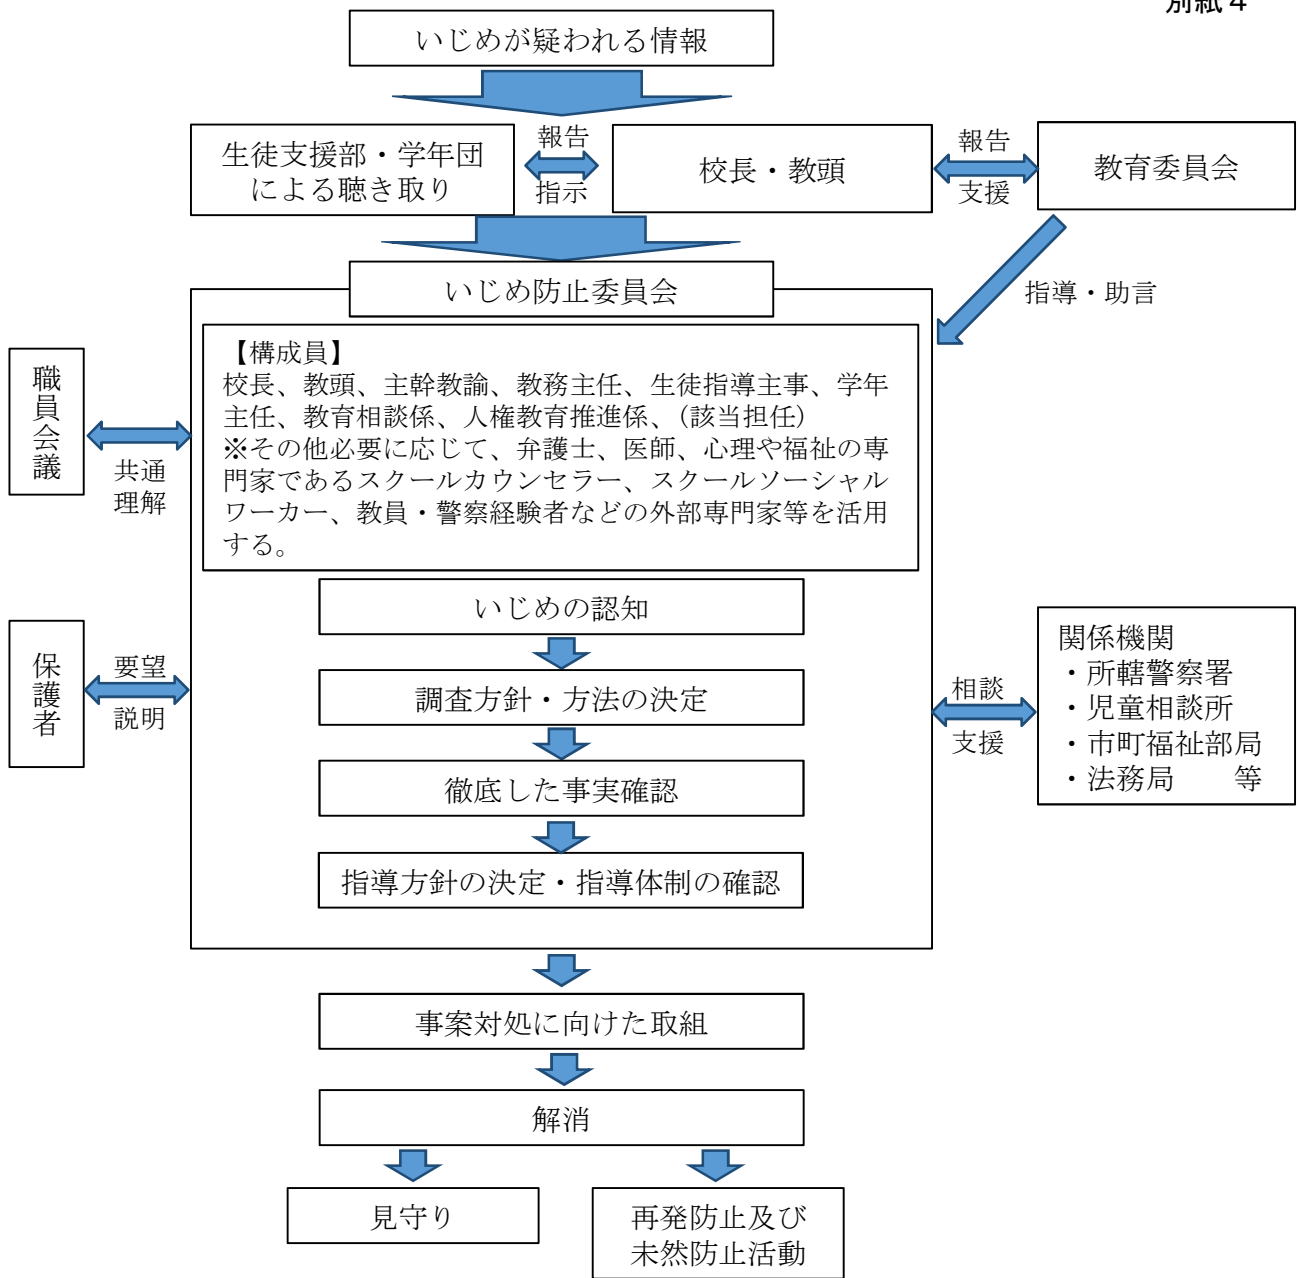 別紙４
いじめが疑われる情報
生徒支援部・学年団
による聴き取り
報告
指示
校長・教頭
報告
支援
教育委員会
いじめ防止委員会
指導・助言
【構成員】
校長、教頭、主幹教諭、教務主任、生徒指導主事、学年
主任、教育相談係、人権教育推進係、（該当担任）
※その他必要に応じて、弁護士、医師、心理や福祉の専
門家であるスクールカウンセラー、スクールソーシャル
ワーカー、教員・警察経験者などの外部専門家等を活用
する。
職員会議
共通
理解
いじめの認知
保護者
要望
説明
調査方針・方法の決定
相談
支援
関係機関
・所轄警察署
・児童相談所
・市町福祉部局
・法務局　　等
徹底した事実確認
指導方針の決定・指導体制の確認
事案対処に向けた取組
解消
見守り
再発防止及び
未然防止活動